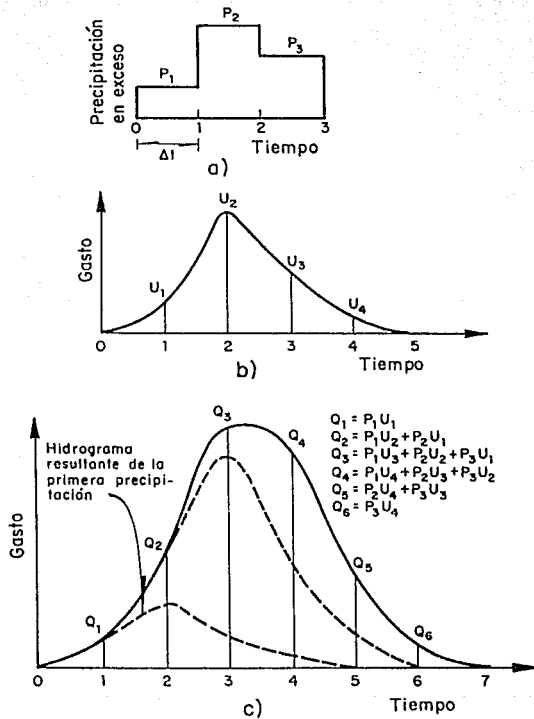 P₁
P₂
P₃
Precipitación
en exceso
0 1 2 3
Δt
Tiempo
a)
Gasto
U₁
U₂
U₃
U₄
0 1 2 3 4 5
Tiempo
b)
Hidrograma
resultante de la
primera precipi-
tación
Gasto
Q₁
Q₂
Q₃
Q₄
Q₅
Q₆
Q₁ = P₁U₁
Q₂ = P₁U₂ + P₂U₁
Q₃ = P₁U₃ + P₂U₂ + P₃U₁
Q₄ = P₁U₄ + P₂U₃ + P₃U₂
Q₅ = P₂U₄ + P₃U₃
Q₆ = P₃U₄
0 1 2 3 4 5 6 7
Tiempo
c)